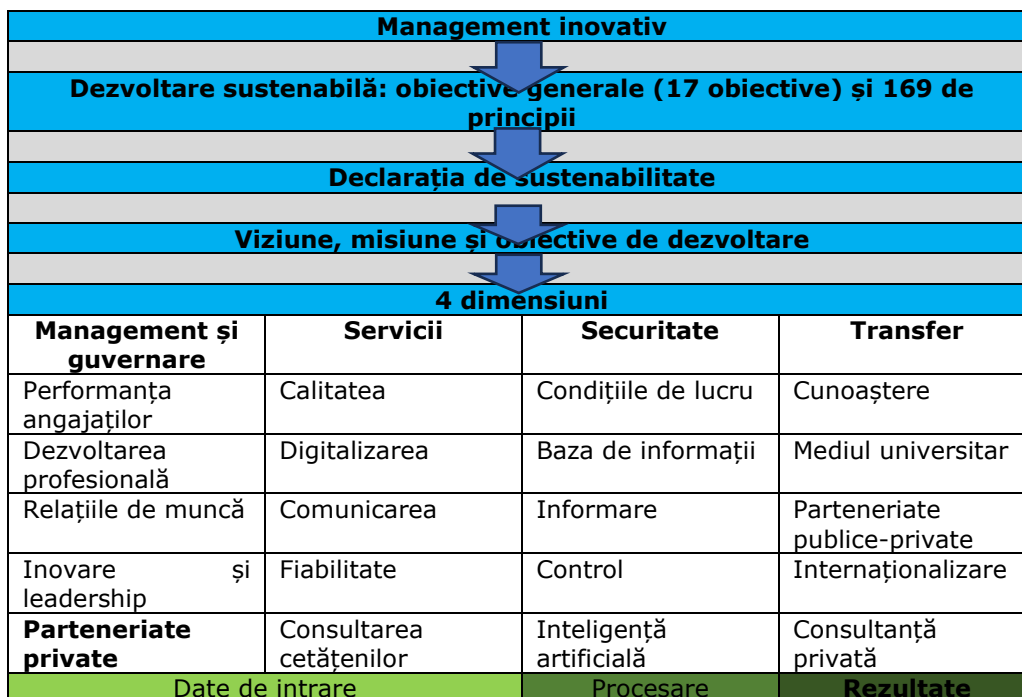 Management inovativ
Dezvoltare sustenabilă: obiective generale (17 obiective) și 169 de
principii
Declarația de sustenabilitate
Viziune, misiune și obiective de dezvoltare
4 dimensiuni
Management și
guvernare
Servicii
Securitate
Transfer
Performanța
angajaților
Calitatea
Condițiile de lucru
Cunoaștere
Dezvoltarea
profesională
Digitalizarea
Baza de informații
Mediul universitar
Relațiile de muncă
Comunicarea
Informare
Parteneriate
publice-private
Inovare și
leadership
Fiabilitate
Control
Internaționalizare
Parteneriate
private
Consultarea
cetățenilor
Inteligență
artificială
Consultanță
privată
Date de intrare
Procesare
Rezultate